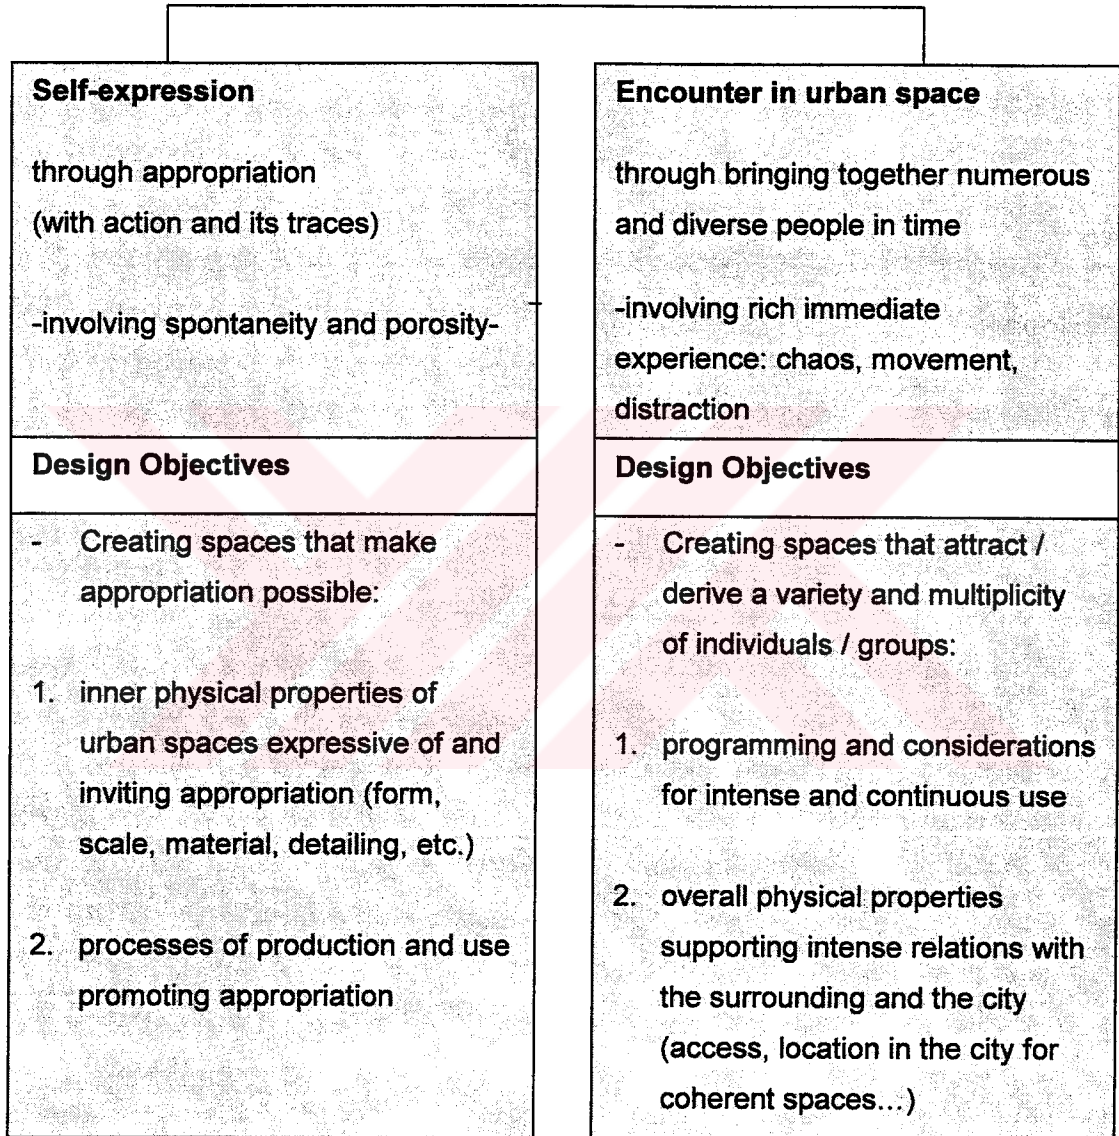 Self-expression
through appropriation
(with action and its traces)
-involving spontaneity and porosity-
Design Objectives
- Creating spaces that make
appropriation possible:
1. inner physical properties of
urban spaces expressive of and
inviting appropriation (form,
scale, material, detailing, etc.)
2. processes of production and use
promoting appropriation
Encounter in urban space
through bringing together numerous
and diverse people in time
-involving rich immediate
experience: chaos, movement,
distraction
Design Objectives
- Creating spaces that attract /
derive a variety and multiplicity
of individuals / groups:
1. programming and considerations
for intense and continuous use
2. overall physical properties
supporting intense relations with
the surrounding and the city
(access, location in the city for
coherent spaces...)